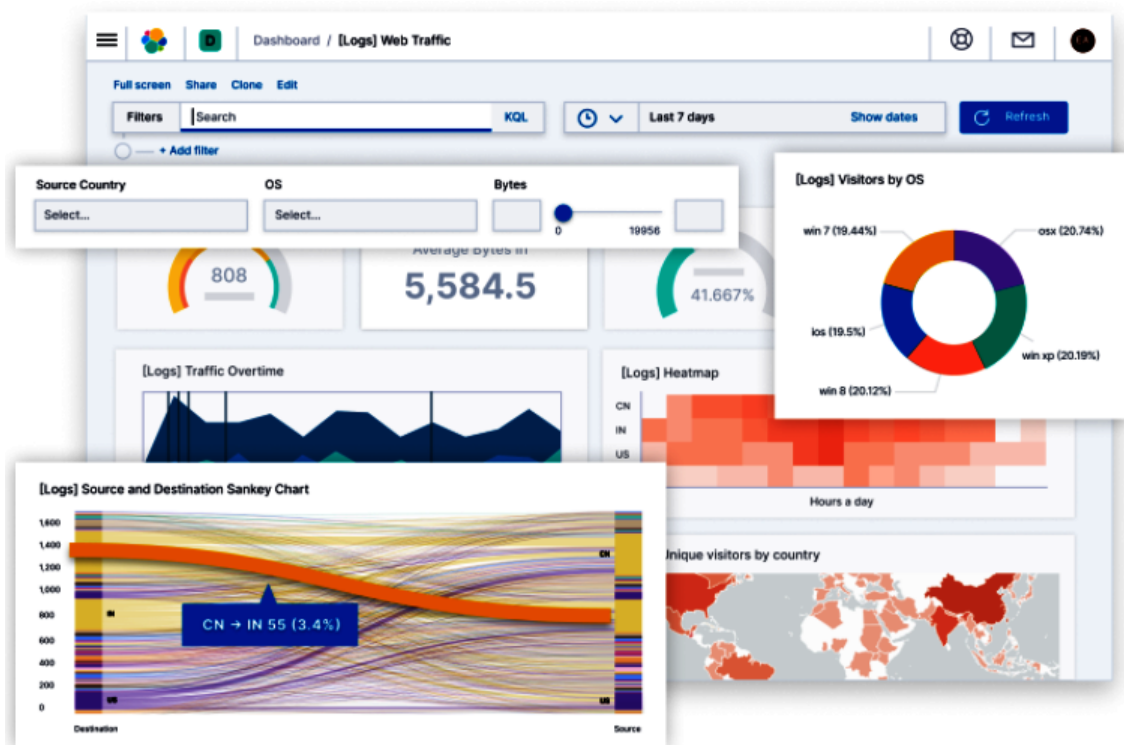 D
Dashboard / [Logs] Web Traffic
Full screen Share Clone Edit
Filters Search KQL
Last 7 days Show dates
Refresh
+ Add filter
Source Country OS Bytes
Select... Select...
0 19956
808
Average Bytes In
5,584.5
41.667%
[Logs] Visitors by OS
win 7 (19.44%)
osx (20.74%)
ios (19.5%)
win xp (20.19%)
win 8 (20.12%)
[Logs] Traffic Overtime
[Logs] Heatmap
CN
IN
US
Hours a day
[Logs] Source and Destination Sankey Chart
1,600
1,400
1,200
1,000
800
600
400
200
0
CN
IN
CN → IN 55 (3.4%)
US
US
Destination
Source
Unique visitors by country